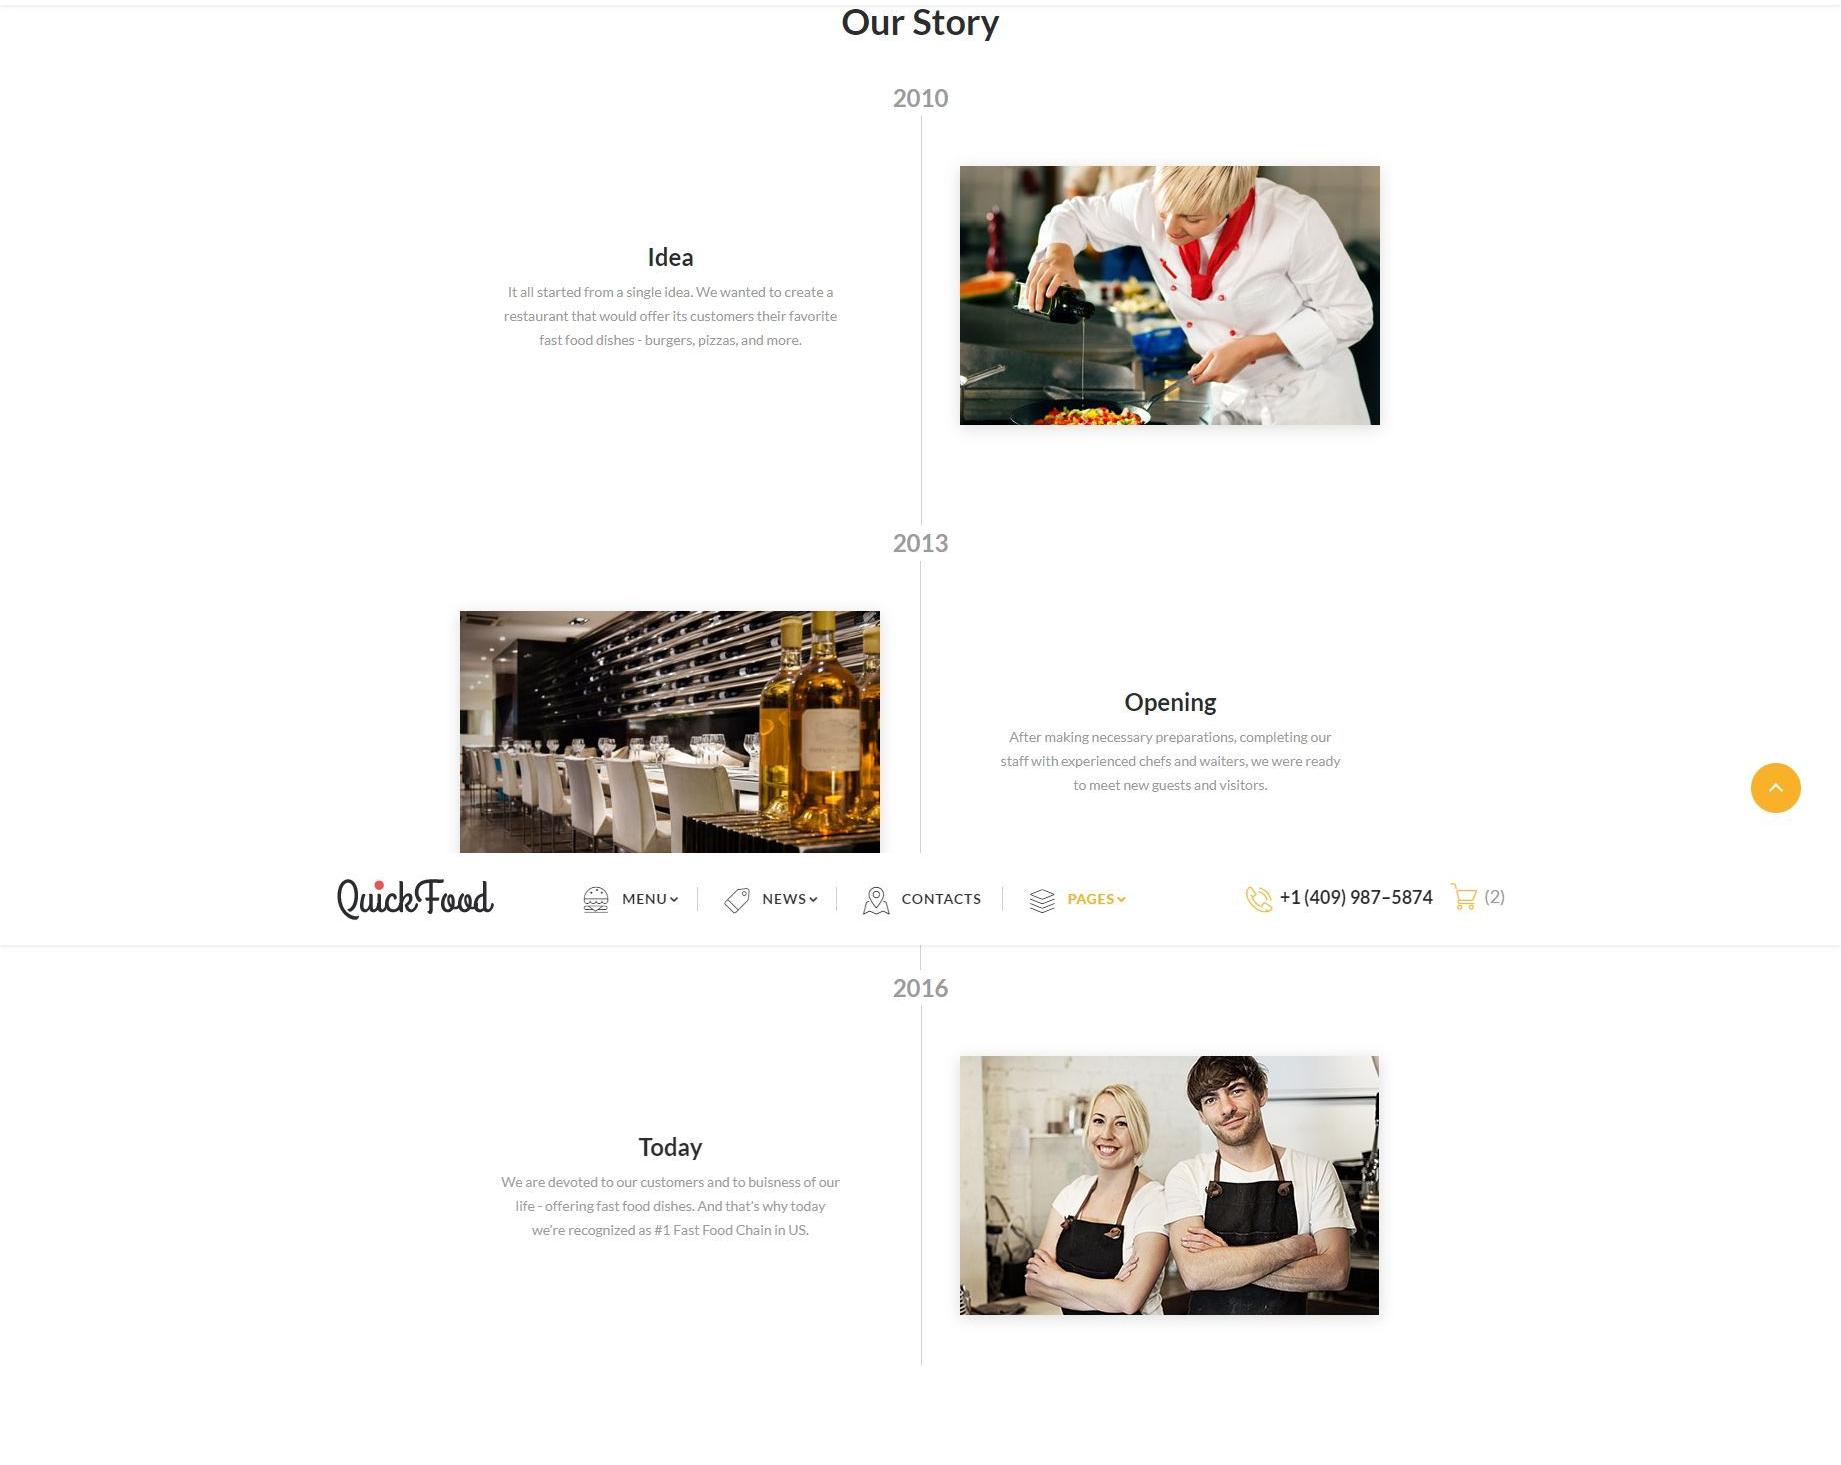 Our Story
2010
Idea
It all started from a single idea. We wanted to create a
restaurant that would offer its customers their favorite
fast food dishes - burgers, pizzas, and more.
2013
Opening
After making necessary preparations, completing our
staff with experienced chefs and waiters, we were ready
to meet new guests and visitors.
QuickFood MENU NEWS CONTACTS PAGES +1 (409) 987-5874 (2)
2016
Today
We are devoted to our customers and to buisness of our
life - offering fast food dishes. And that's why today
we're recognized as #1 Fast Food Chain in US.